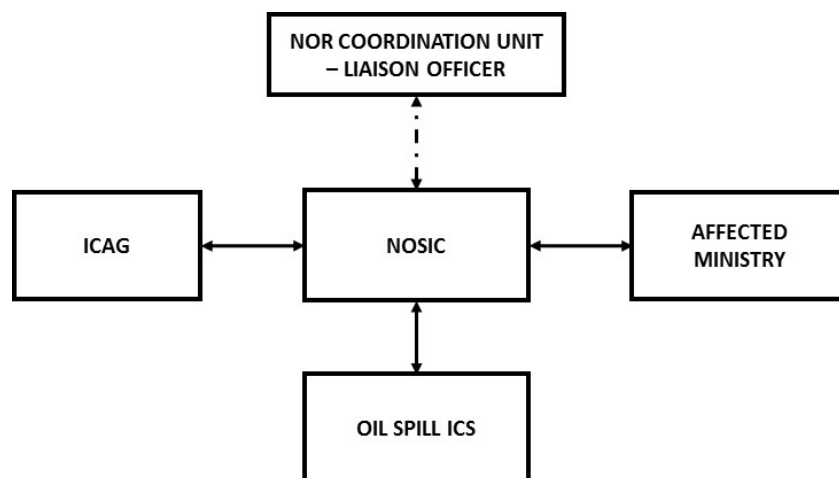 NOR COORDINATION UNIT
– LIAISON OFFICER
ICAG
NOSIC
AFFECTED
MINISTRY
OIL SPILL ICS